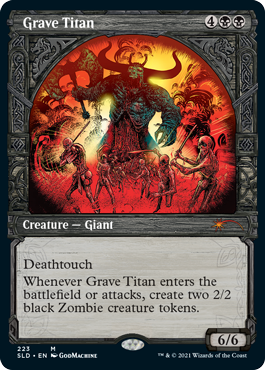 Grave Titan 4
Creature — Giant
Deathtouch
Whenever Grave Titan enters the
battlefield or attacks, create two 2/2
black Zombie creature tokens.
6/6
223 M
SLD • EN GodMachine
™ & © 2021 Wizards of the Coast